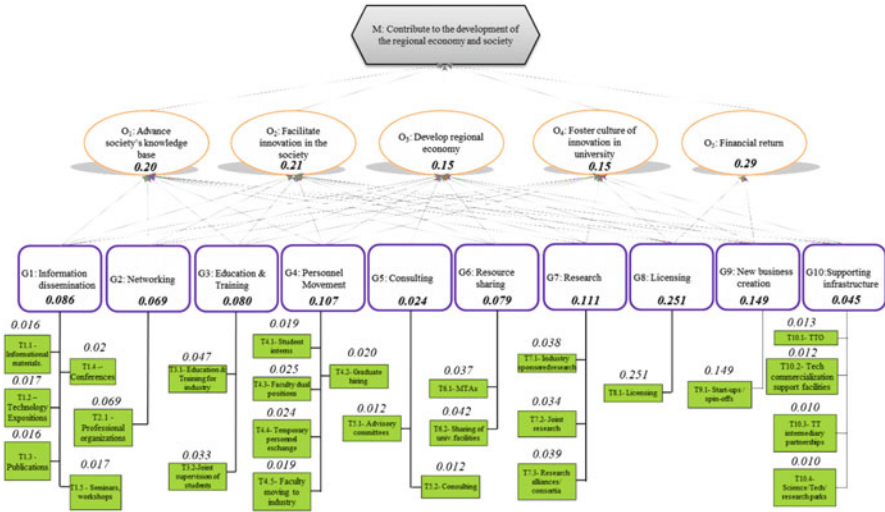 M: Contribute to the development of
the regional economy and society
O1: Advance
society's knowledge
base
0.20
O2: Facilitate
innovation in the
society
0.21
O3: Develop regional
economy
0.15
O4: Foster culture of
innovation in
university
0.15
O5: Financial return
0.29
G1: Information
dissemination
0.086
G2: Networking
0.069
G3: Education &
Training
0.080
G4: Personnel
Movement
0.107
G5: Consulting
0.024
G6: Resource
sharing
0.079
G7: Research
0.111
G8: Licensing
0.251
G9: New business
creation
0.149
G10: Supporting
infrastructure
0.045
0.016
T1.1 -
Informational
materials.
0.02
T1.4 --
Conferences
0.017
T1.2 –
Technology
Expositions
0.016
T1.3 -
Publications
0.017
T1.5 - Seminars,
workshops
0.069
T2.1 -
Professional
organizations
0.047
T3.1- Education &
Training for
industry
0.033
T3.2-Joint
supervision of
students
0.019
T4.1- Student
interns
0.020
T4.2- Graduate
hiring
0.025
T4.3- Faculty dual
positions
0.024
T4.4- Temporary
personnel
exchange
0.019
T4.5- Faculty
moving to
industry
0.012
T5.1- Advisory
committees
0.012
T5.2- Consulting
0.037
T6.1- MTAs
0.042
T6.2- Sharing of
univ. facilities
0.038
T7.1- Industry
sponsored research
0.034
T7.2- Joint
research
0.039
T7.3- Research
alliances/
consortia
0.251
T8.1- Licensing
0.149
T9.1- Start-ups /
spin-offs
0.013
T10.1- TTO
0.012
T10.2- Tech
commercialization
support facilities
0.010
T10.3- TT
intermediary
partnerships
0.010
T10.4-
Science/Tech/
research parks